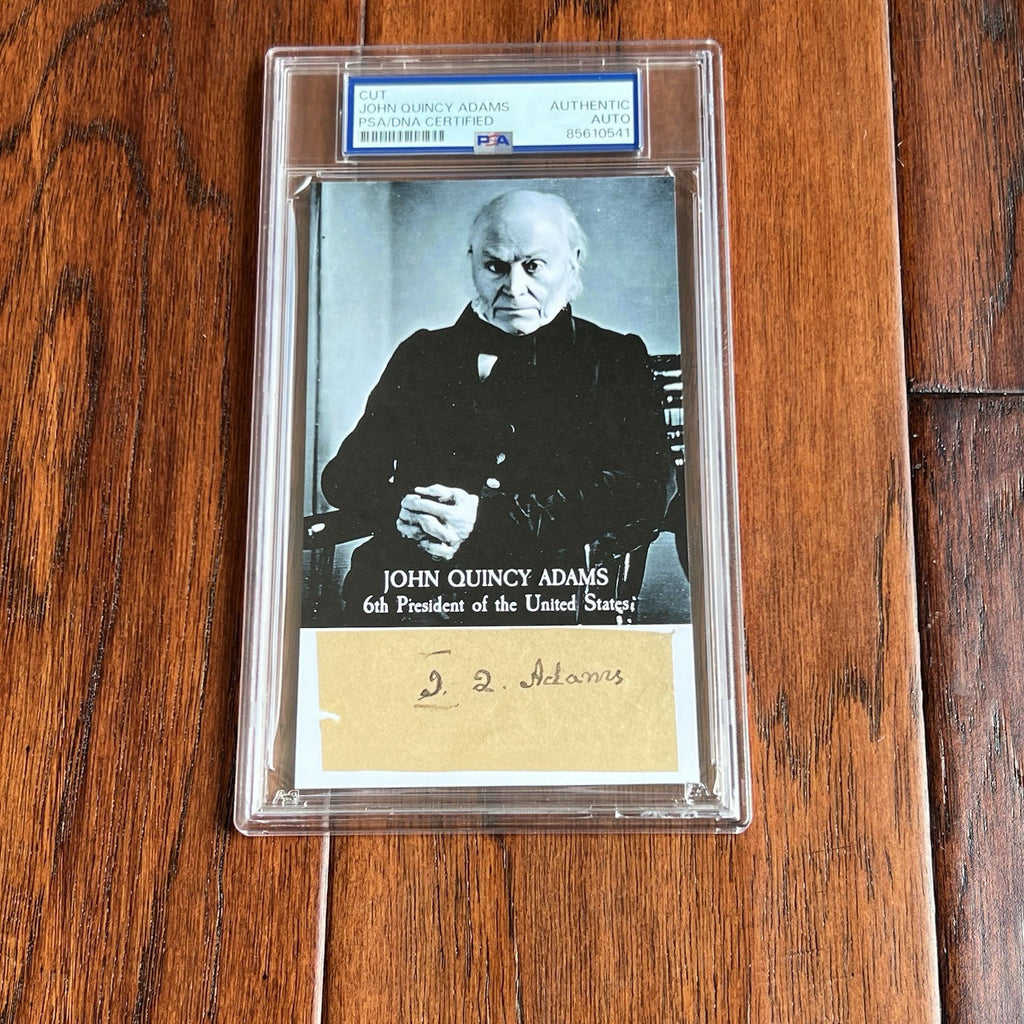 CUT
JOHN QUINCY ADAMS
PSA/DNA CERTIFIED
AUTHENTIC
AUTO
85610541
PSA
JOHN QUINCY ADAMS
6th President of the United States
J. Q. Adams